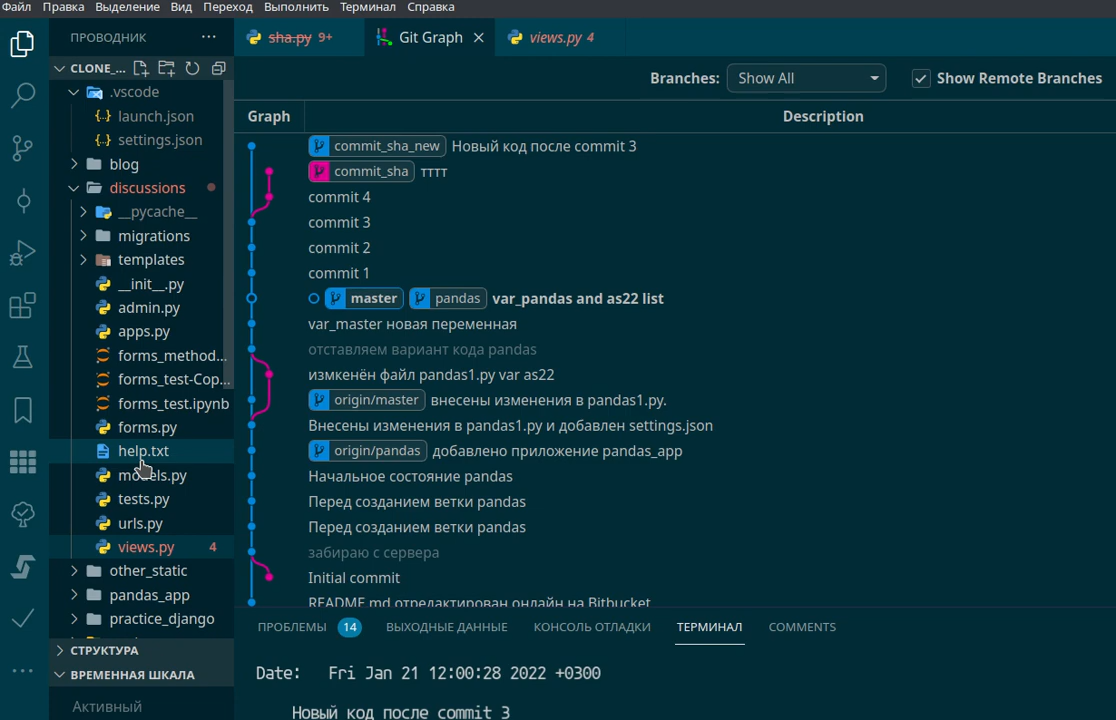 Файл Правка Выделение Вид Переход Выполнить Терминал Справка
ПРОВОДНИК ...
CLONE_...
.vscode
launch.json
settings.json
blog
discussions
__pycache__
migrations
templates
__init__.py
admin.py
apps.py
forms_method...
forms_test-Cop...
forms_test.ipynb
forms.py
help.txt
models.py
tests.py
urls.py
views.py 4
other_static
pandas_app
practice_django
СТРУКТУРА
ВРЕМЕННАЯ ШКАЛА
Активный
sha.py 9+ Git Graph views.py 4
Branches: Show All Show Remote Branches
Graph Description
commit_sha_new Новый код после commit 3
commit_sha тттт
commit 4
commit 3
commit 2
commit 1
master pandas var_pandas and as22 list
var_master новая переменная
отставляем вариант кода pandas
измкенён файл pandas1.py var as22
origin/master внесены изменения в pandas1.py.
Внесены изменения в pandas1.py и добавлен settings.json
origin/pandas добавлено приложение pandas_app
Начальное состояние pandas
Перед созданием ветки pandas
Перед созданием ветки pandas
забираю с сервера
Initial commit
README.md отредактирован онлайн на Bitbucket
ПРОБЛЕМЫ 14 ВЫХОДНЫЕ ДАННЫЕ КОНСОЛЬ ОТЛАДКИ ТЕРМИНАЛ COMMENTS
Date: Fri Jan 21 12:00:28 2022 +0300
Новый код после commit 3